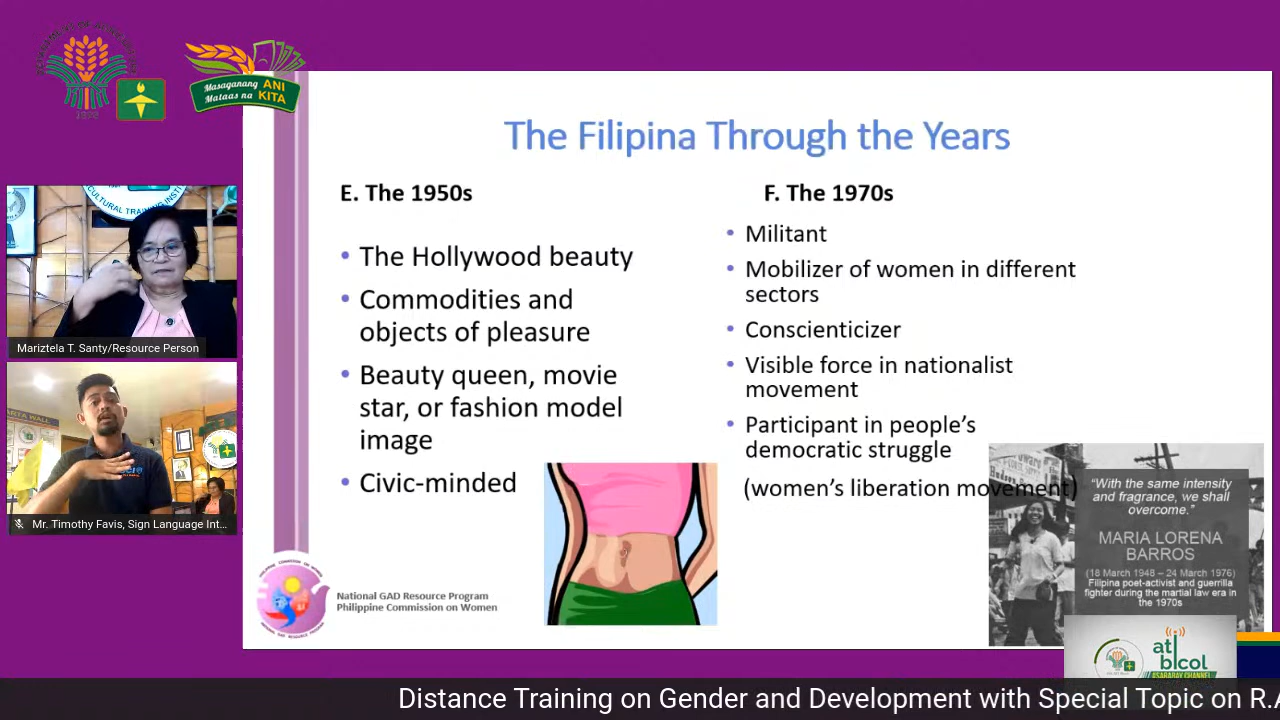 Masaganang ANI
Mataas na KITA
1898
The Filipina Through the Years
E. The 1950s
• The Hollywood beauty
• Commodities and
objects of pleasure
• Beauty queen, movie
star, or fashion model
image
• Civic-minded
F. The 1970s
• Militant
• Mobilizer of women in different
sectors
• Conscienticizer
• Visible force in nationalist
movement
• Participant in people's
democratic struggle
(women's liberation movement)
CULTURAL TRAINING INSTI
Mariztela T. Santy/Resource Person
Mr. Timothy Favis, Sign Language Int...
National GAD Resource Program
Philippine Commission on Women
"With the same intensity
and fragrance, we shall
overcome."
MARIA LORENA
BARROS
(18 March 1948 – 24 March 1976)
Filipina poet-activist and guerrilla
fighter during the martial law era in
the 1970s
ati
bicol
Distance Training on Gender and Development with Special Topic on R.A